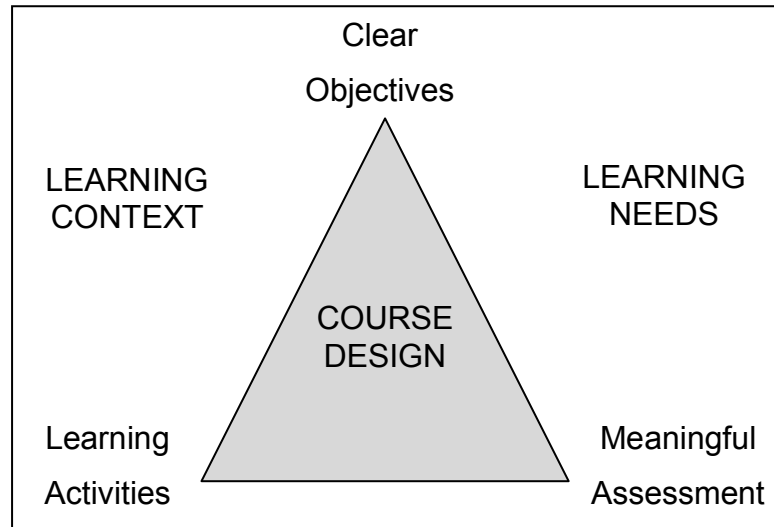 Clear
Objectives
LEARNING
CONTEXT
LEARNING
NEEDS
COURSE
DESIGN
Learning
Activities
Meaningful
Assessment